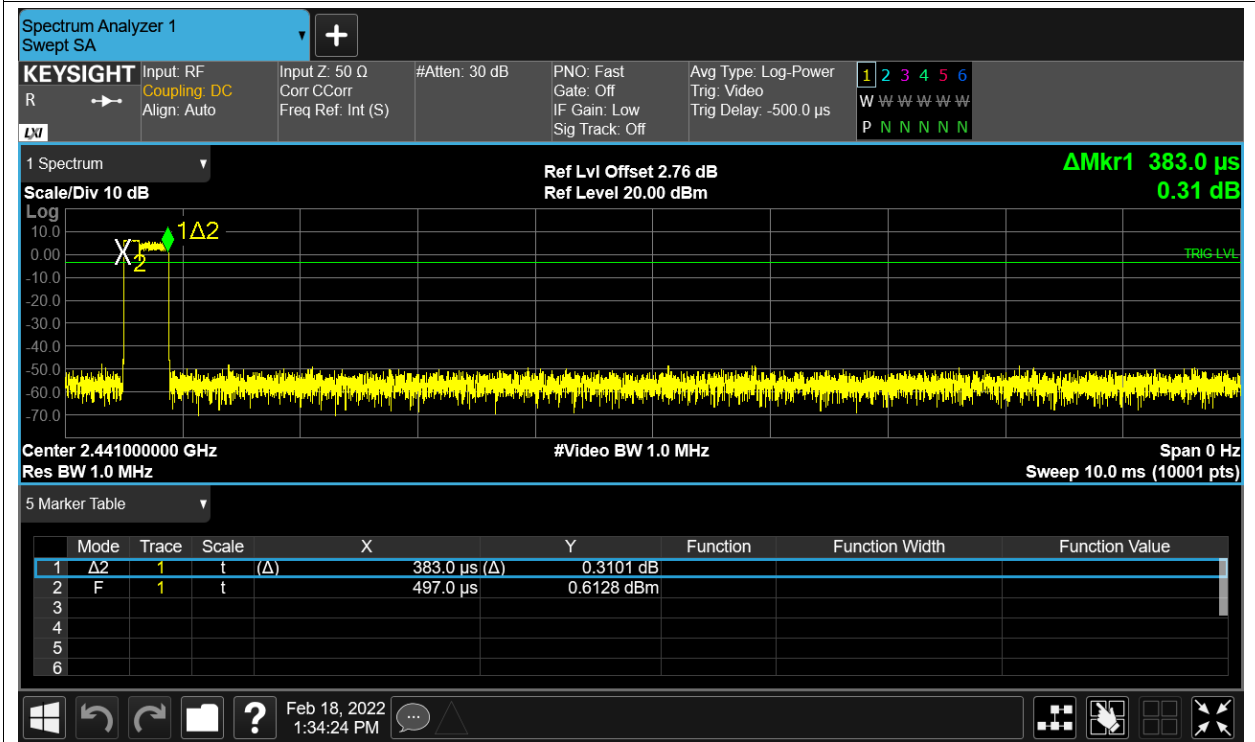 Spectrum Analyzer 1
Swept SA
KEYSIGHT Input: RF Input Z: 50 Ω #Atten: 30 dB PNO: Fast Avg Type: Log-Power 1 2 3 4 5 6
R Coupling: DC Corr CCorr Gate: Off Trig: Video
Align: Auto Freq Ref: Int (S) IF Gain: Low Trig Delay: -500.0 µs W W W W W W
LXI Sig Track: Off P N N N N N
1 Spectrum Ref Lvl Offset 2.76 dB ΔMkr1 383.0 µs
Scale/Div 10 dB Ref Level 20.00 dBm 0.31 dB
Log
10.0 1Δ2
0.00 X 2 TRIG LVL
-10.0
-20.0
-30.0
-40.0
-50.0
-60.0
-70.0
Center 2.441000000 GHz #Video BW 1.0 MHz Span 0 Hz
Res BW 1.0 MHz Sweep 10.0 ms (10001 pts)
5 Marker Table
Mode Trace Scale X Y Function Function Width Function Value
1 Δ2 1 t (Δ) 383.0 µs (Δ) 0.3101 dB
2 F 1 t 497.0 µs 0.6128 dBm
3
4
5
6
? Feb 18, 2022
1:34:24 PM